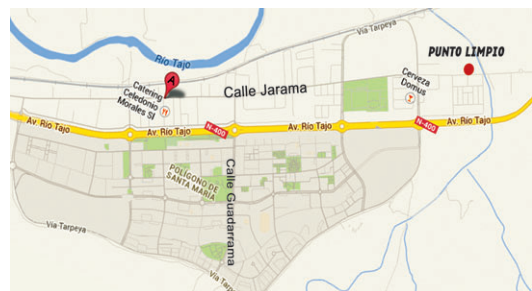 Vía Tarpeya
Río Tajo
PUNTO LIMPIO
A
Catering
Celedonio
Morales Sl
Calle Jarama
Cerveza
Domus
Av. Río Tajo
Av. Río Tajo
N-400
Av. Río Tajo
N-400
Av. Río Tajo
POLÍGONO DE
SANTA MARÍA
Calle Guadarrama
Vía Tarpeya
Vía Tarpeya